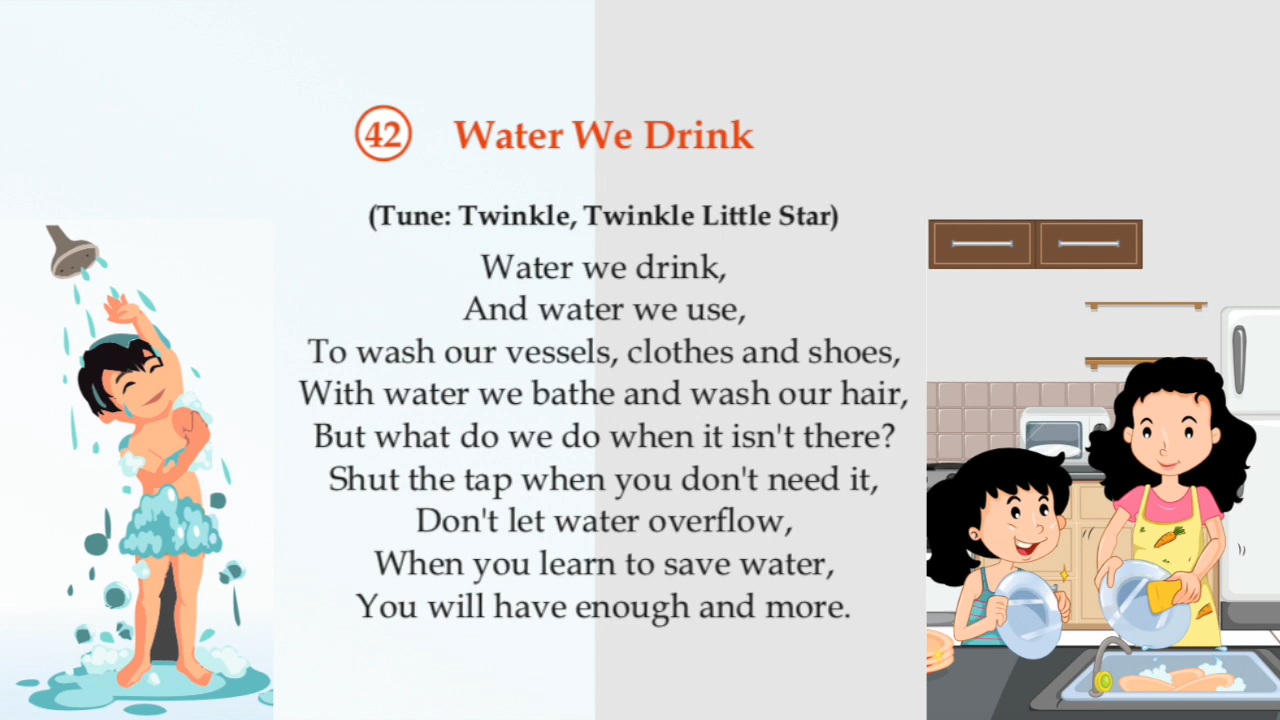 42 Water We Drink
(Tune: Twinkle, Twinkle Little Star)
Water we drink,
And water we use,
To wash our vessels, clothes and shoes,
With water we bathe and wash our hair,
But what do we do when it isn't there?
Shut the tap when you don't need it,
Don't let water overflow,
When you learn to save water,
You will have enough and more.